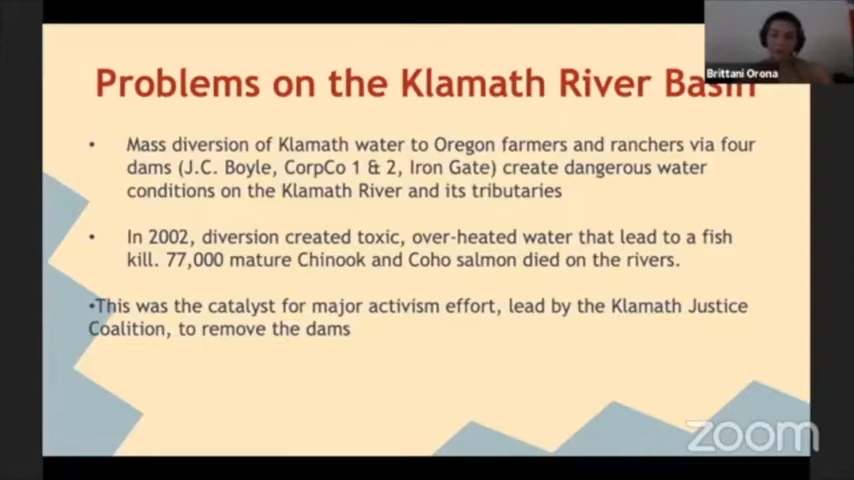 Brittani Orona
Problems on the Klamath River Basin
• Mass diversion of Klamath water to Oregon farmers and ranchers via four
dams (J.C. Boyle, CorpCo 1 & 2, Iron Gate) create dangerous water
conditions on the Klamath River and its tributaries
• In 2002, diversion created toxic, over-heated water that lead to a fish
kill. 77,000 mature Chinook and Coho salmon died on the rivers.
•This was the catalyst for major activism effort, lead by the Klamath Justice
Coalition, to remove the dams
zoom